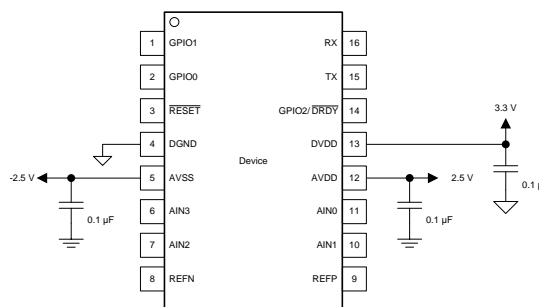 1 GPIO1 RX 16
2 GPIO0 TX 15
3 RESET GPIO2/DRDY 14
3.3 V
4 DGND DVDD 13
Device
0.1
-2.5 V 5 AVSS AVDD 12 2.5 V
6 AIN3 AIN0 11
0.1 µF 0.1 µF
7 AIN2 AIN1 10
8 REFN REFP 9